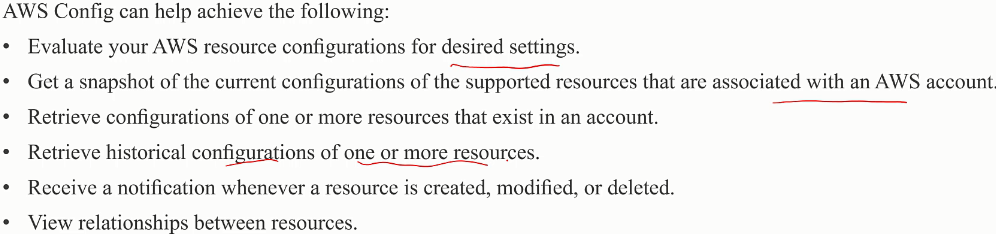 AWS Config can help achieve the following:
• Evaluate your AWS resource configurations for desired settings.
• Get a snapshot of the current configurations of the supported resources that are associated with an AWS account.
• Retrieve configurations of one or more resources that exist in an account.
• Retrieve historical configurations of one or more resources.
• Receive a notification whenever a resource is created, modified, or deleted.
• View relationships between resources.